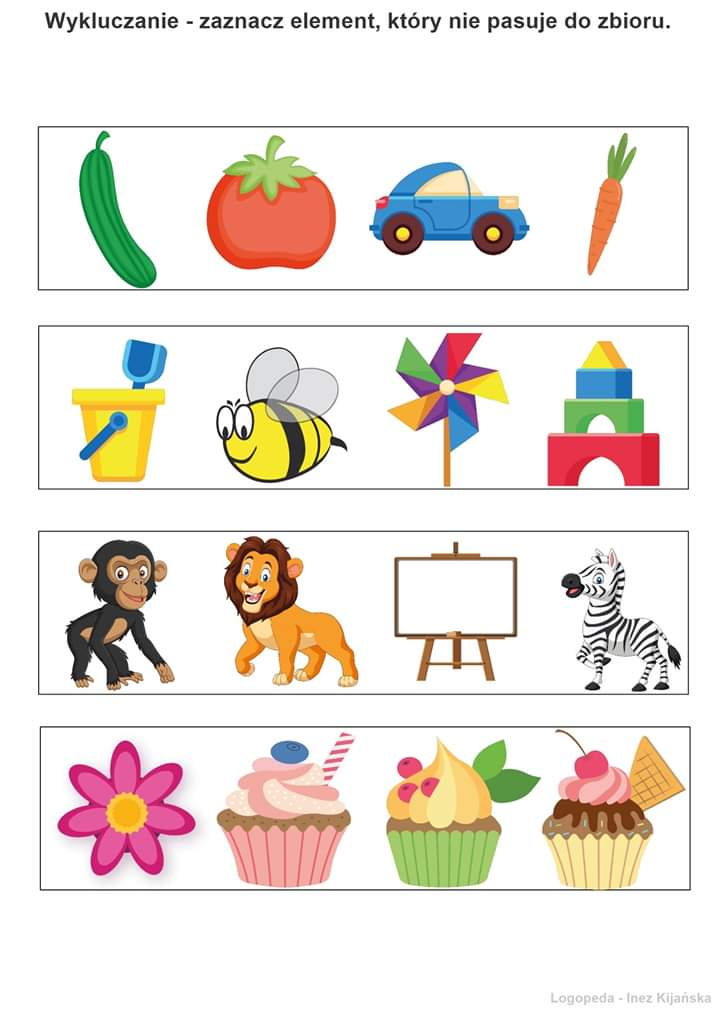 Wykluczanie - zaznacz element, który nie pasuje do zbioru.
Logopeda - Inez Kijańska